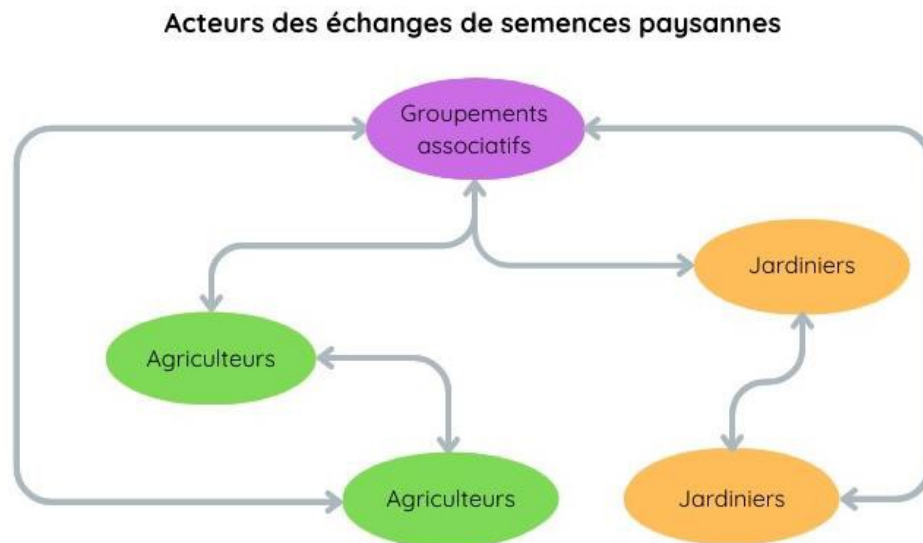 Acteurs des échanges de semences paysannes
Groupements
associatifs
Jardiniers
Agriculteurs
Agriculteurs
Jardiniers